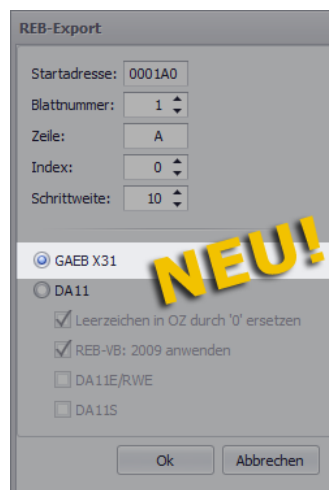 REB-Export
Startadresse: 0001A0
Blattnummer: 1
Zeile: A
Index: 0
Schrittweite: 10
GAEB X31
NEU!
DA11
Leerzeichen in OZ durch '0' ersetzen
REB-VB: 2009 anwenden
DA11E/RWE
DA11S
Ok Abbrechen